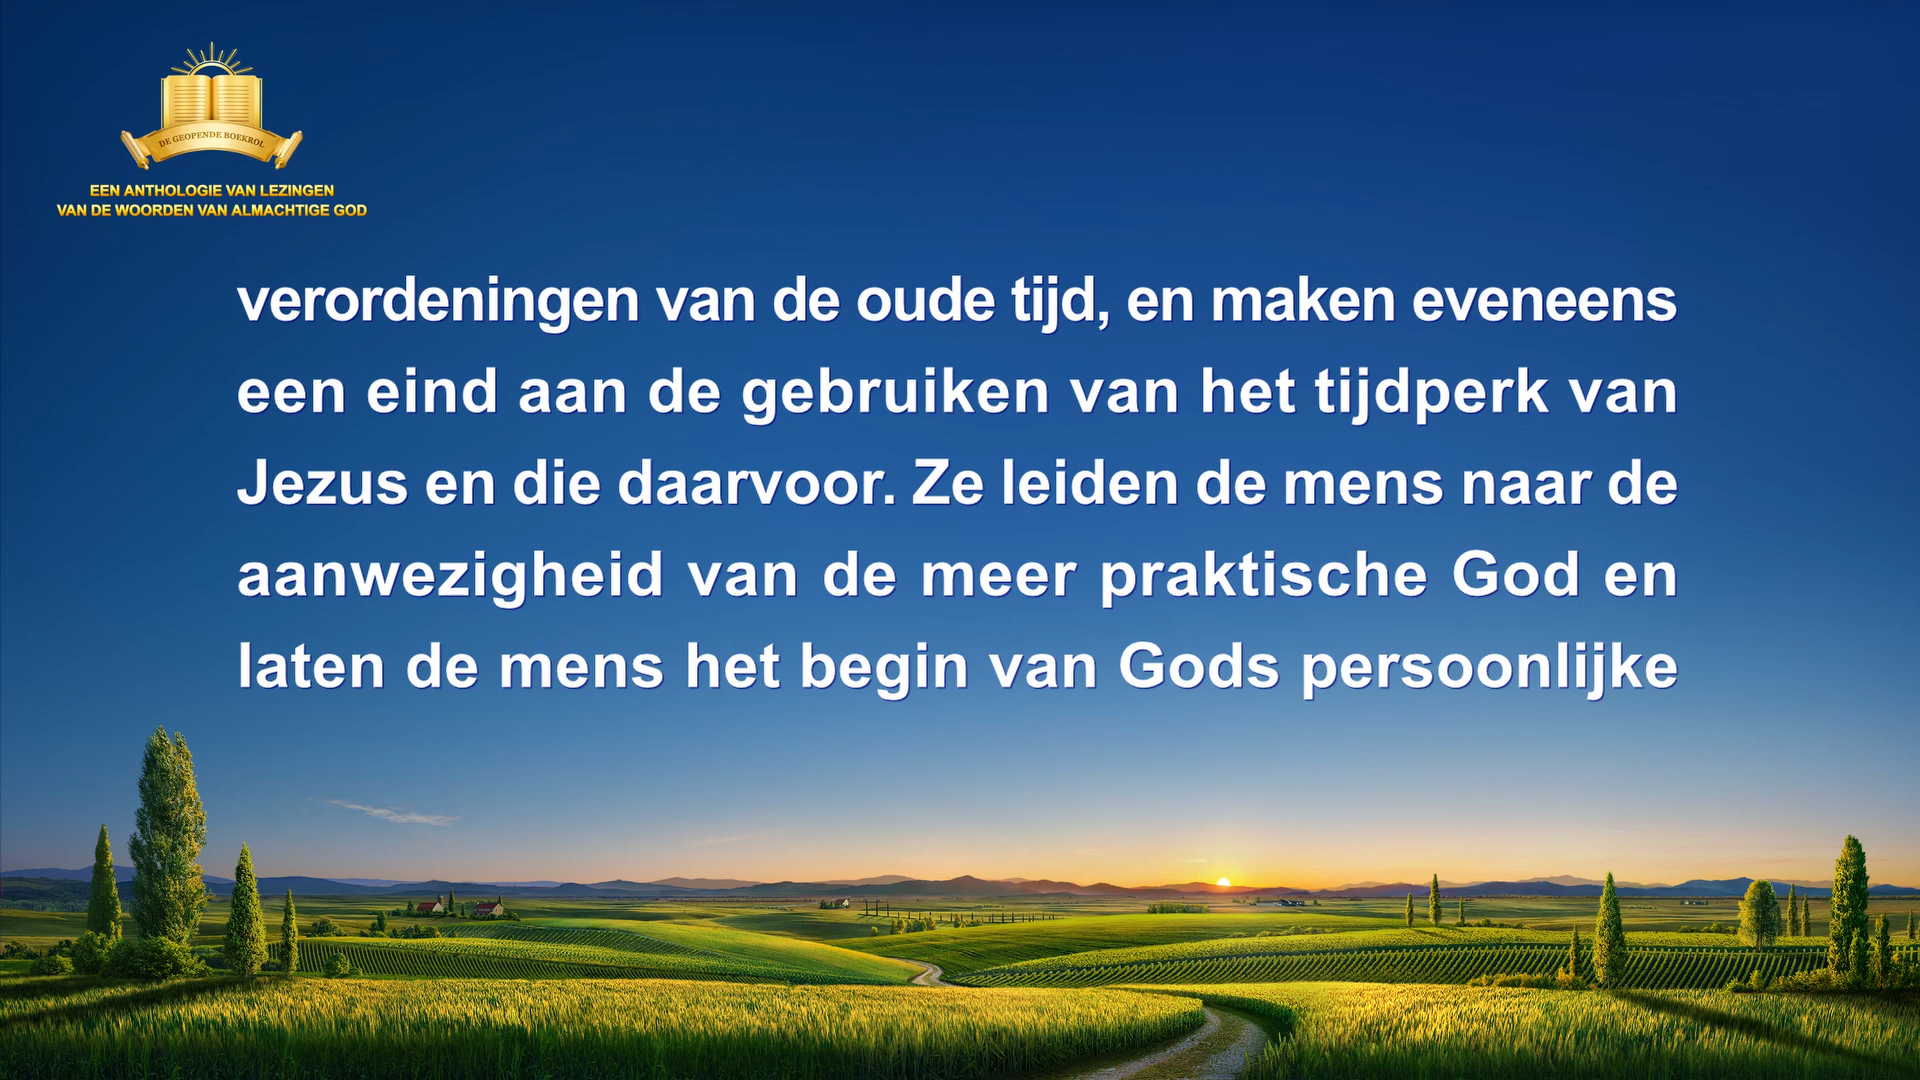 DE GEOPENDE BOEKROL
EEN ANTHOLOGIE VAN LEZINGEN
VAN DE WOORDEN VAN ALMACHTIGE GOD
verordeningen van de oude tijd, en maken eveneens
een eind aan de gebruiken van het tijdperk van
Jezus en die daarvoor. Ze leiden de mens naar de
aanwezigheid van de meer praktische God en
laten de mens het begin van Gods persoonlijke